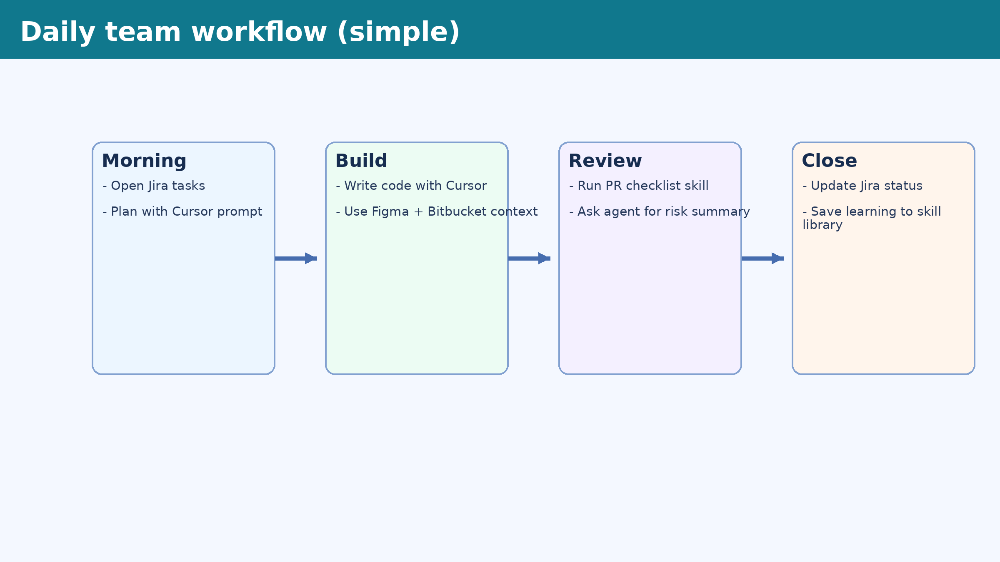 Daily team workflow (simple)
Morning
- Open Jira tasks
- Plan with Cursor prompt
Build
- Write code with Cursor
- Use Figma + Bitbucket context
Review
- Run PR checklist skill
- Ask agent for risk summary
Close
- Update Jira status
- Save learning to skill
library